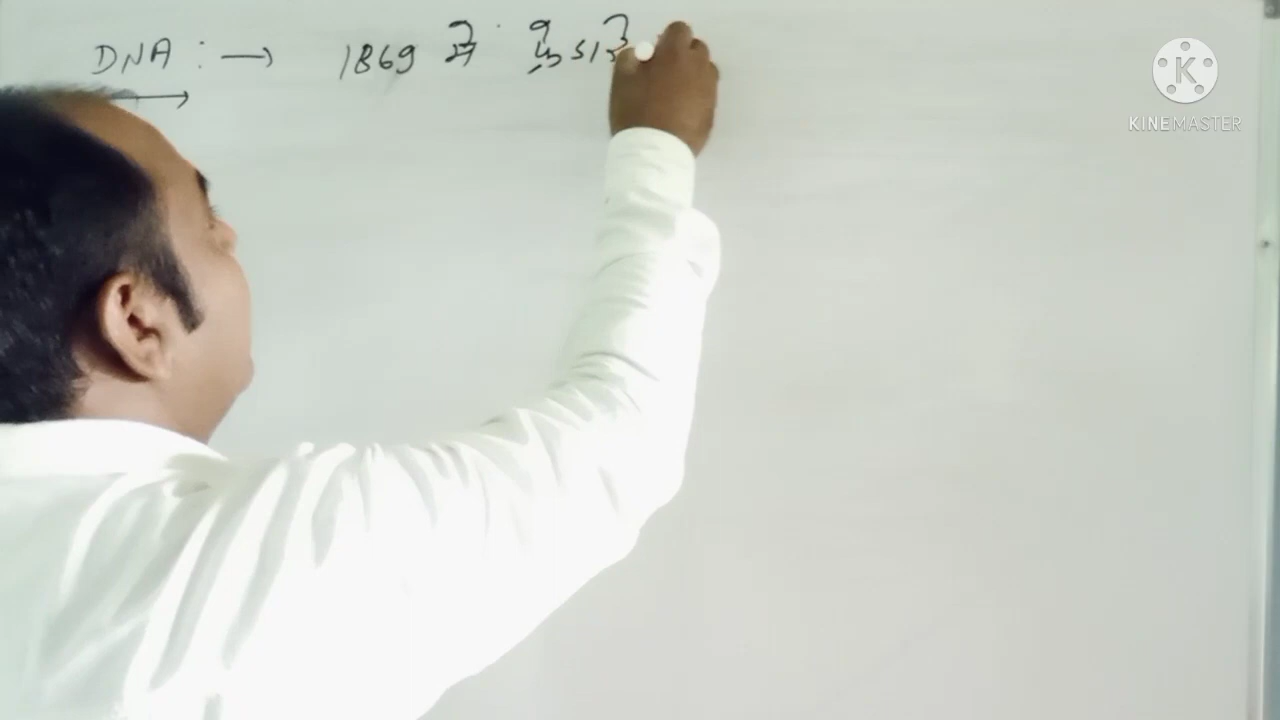 DNA : → 1869 में
KINEMASTER